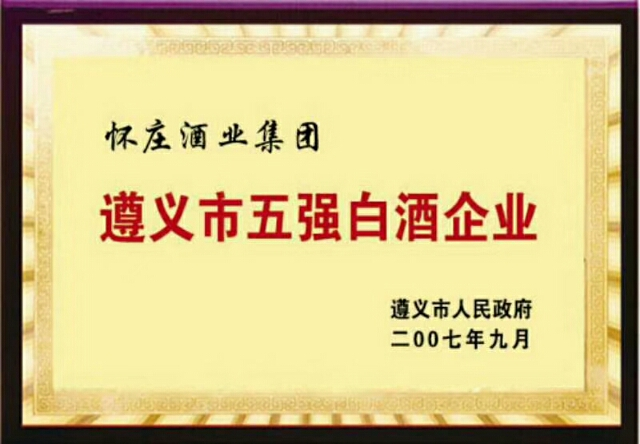 怀庄酒业集团
遵义市五强白酒企业
遵义市人民政府
二00七年九月